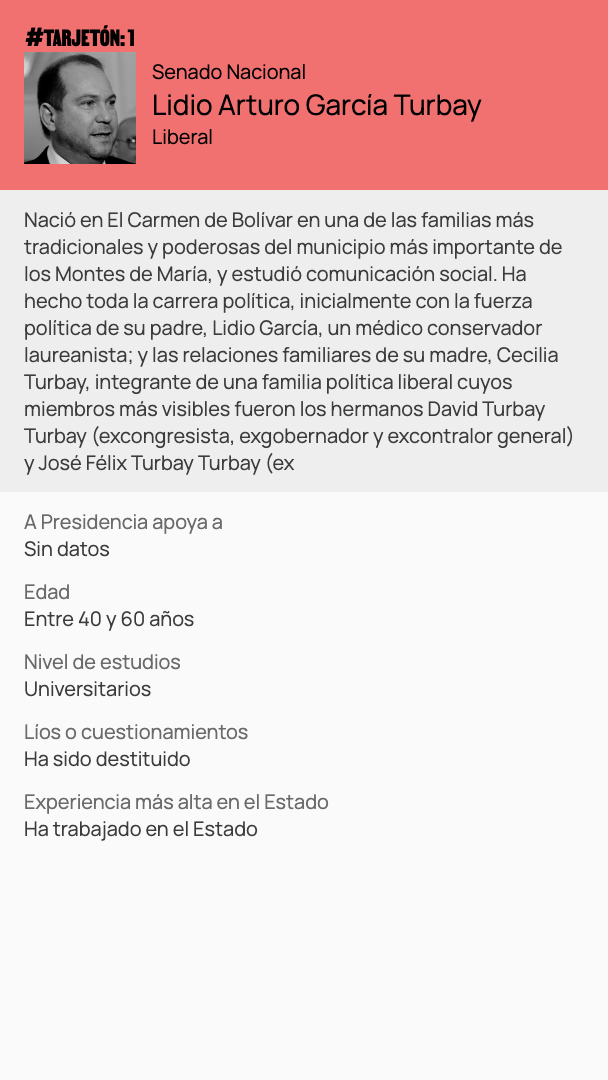 #TARJETÓN: 1
Senado Nacional
Lidio Arturo García Turbay
Liberal
Nació en El Carmen de Bolívar en una de las familias más
tradicionales y poderosas del municipio más importante de
los Montes de María, y estudió comunicación social. Ha
hecho toda la carrera política, inicialmente con la fuerza
política de su padre, Lidio García, un médico conservador
laureanista; y las relaciones familiares de su madre, Cecilia
Turbay, integrante de una familia política liberal cuyos
miembros más visibles fueron los hermanos David Turbay
Turbay (excongresista, exgobernador y excontralor general)
y José Félix Turbay Turbay (ex
A Presidencia apoya a
Sin datos
Edad
Entre 40 y 60 años
Nivel de estudios
Universitarios
Líos o cuestionamientos
Ha sido destituido
Experiencia más alta en el Estado
Ha trabajado en el Estado